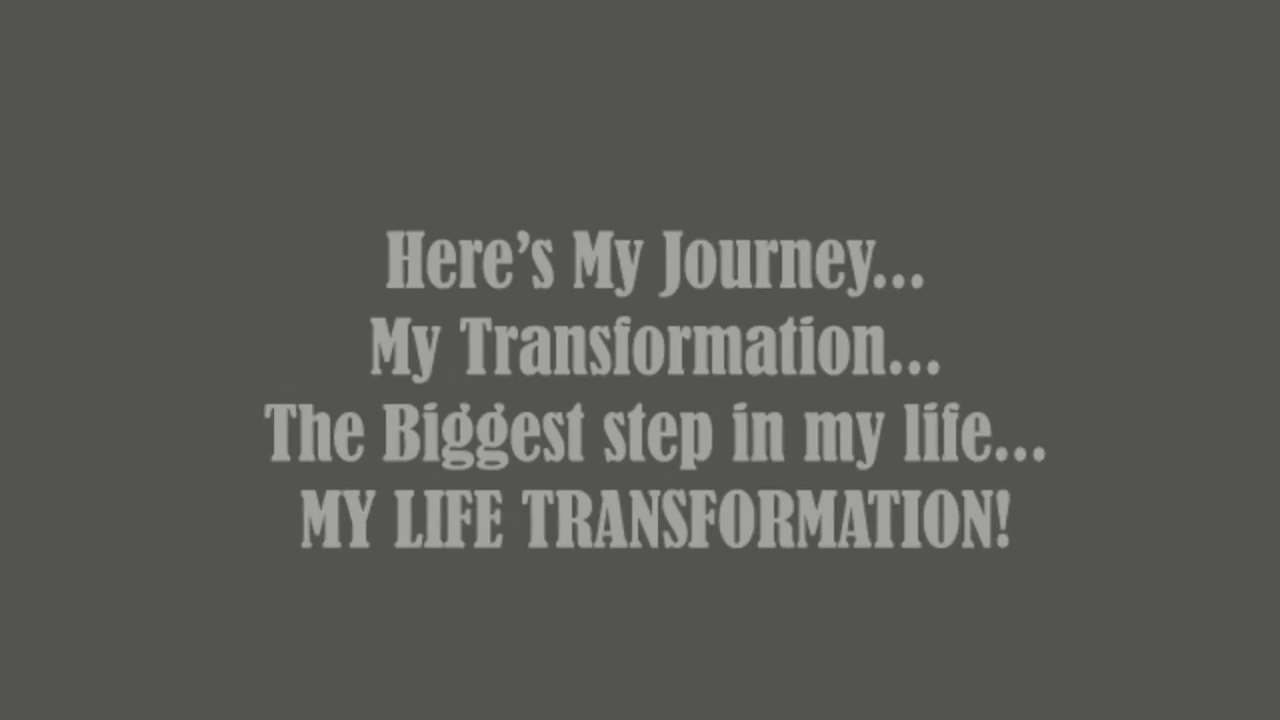 Here’s My Journey...
My Transformation...
The Biggest step in my life...
MY LIFE TRANSFORMATION!